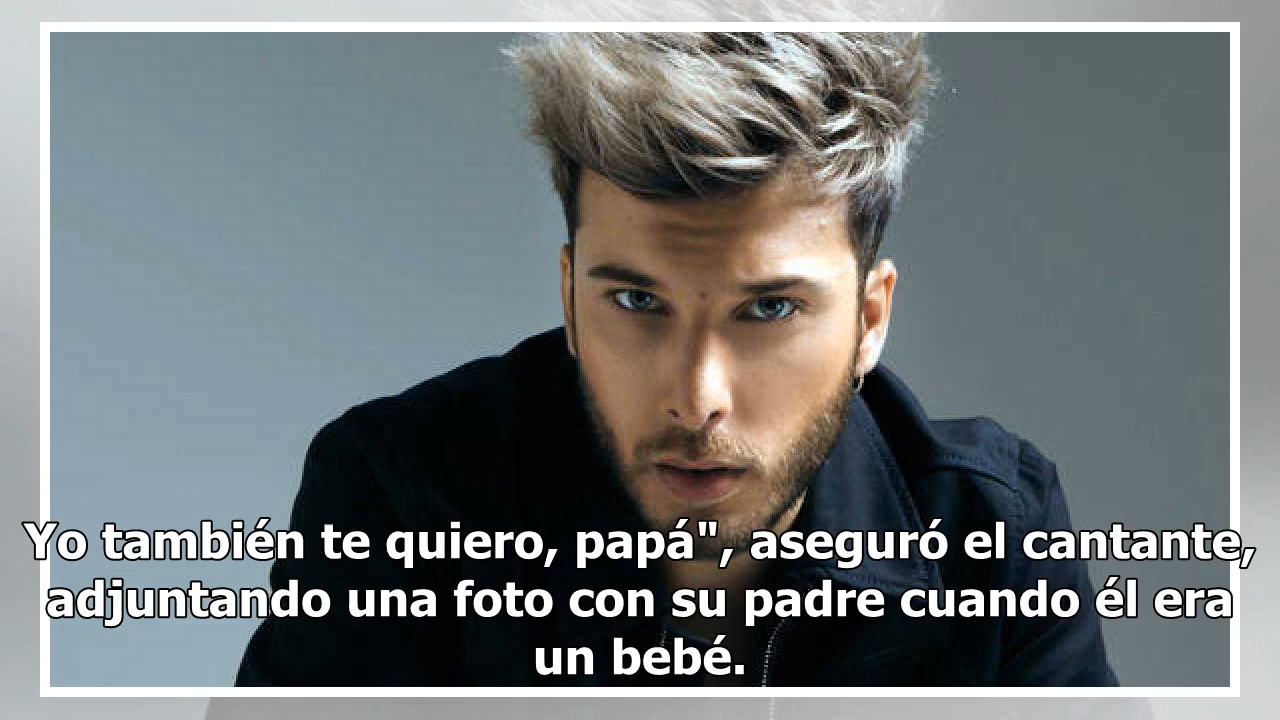 Yo también te quiero, papá", aseguró el cantante,
adjuntando una foto con su padre cuando él era
un bebé.